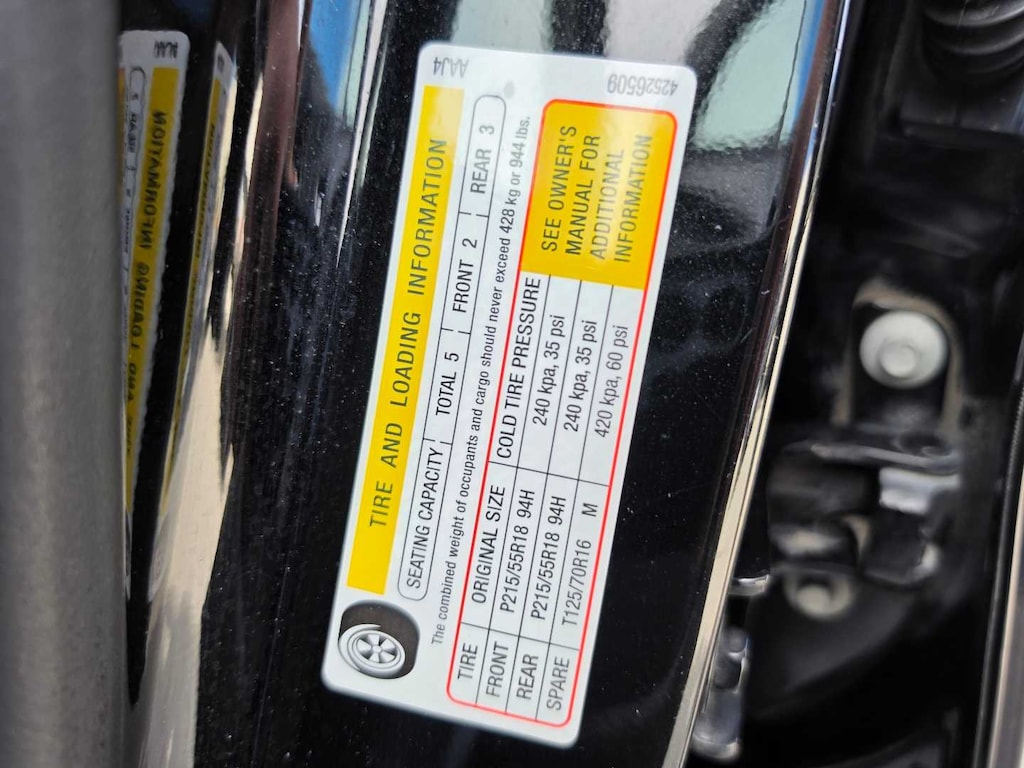 AAJ4
42526509
TIRE AND LOADING INFORMATION
SEATING CAPACITY TOTAL 5 FRONT 2 REAR 3
The combined weight of occupants and cargo should never exceed 428 kg or 944 lbs.
TIRE ORIGINAL SIZE COLD TIRE PRESSURE
FRONT P215/55R18 94H 240 kpa, 35 psi
REAR P215/55R18 94H 240 kpa, 35 psi
SPARE T125/70R16 M 420 kpa, 60 psi
SEE OWNER'S
MANUAL FOR
ADDITIONAL
INFORMATION
AND LOADING INFORMATION